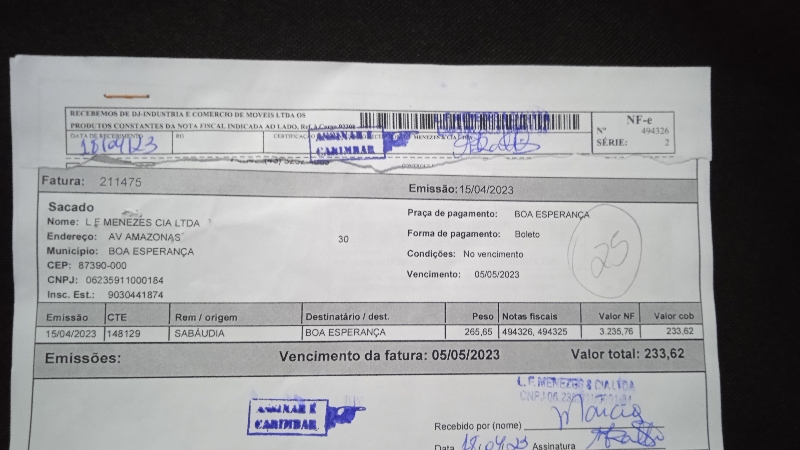 RECEBEMOS DE DJ-INDUSTRIA E COMERCIO DE MOVEIS LTDA OS
PRODUTOS CONSTANTES DA NOTA FISCAL INDICADA AO LADO, Ref. à Carga
NF-e
Nº 494326
SÉRIE: 2
DATA DE RECEBIMENTO
18/04/23
RG
ASSINAR E
CARIMBAR
Fatura: 211475
Emissão: 15/04/2023
Sacado
Nome: L F MENEZES CIA LTDA
Endereço: AV AMAZONAS
Municipio: BOA ESPERANÇA
CEP: 87390-000
CNPJ: 06235911000184
Insc. Est.: 9030441874
30
Praça de pagamento: BOA ESPERANÇA
Forma de pagamento: Boleto
Condições: No vencimento
Vencimento: 05/05/2023
25
Emissão CTE Rem / origem Destinatário / dest. Peso Notas fiscais Valor NF Valor cob
15/04/2023 148129 SABÁUDIA BOA ESPERANÇA 265,65 494326, 494325 3.235,76 233,62
Emissões: Vencimento da fatura: 05/05/2023 Valor total: 233,62
ASSINAR E
CARIMBAR
L. F. MENEZES & CIA LTDA
Recebido por (nome) Marcia
Data 18/04/23 Assinatura